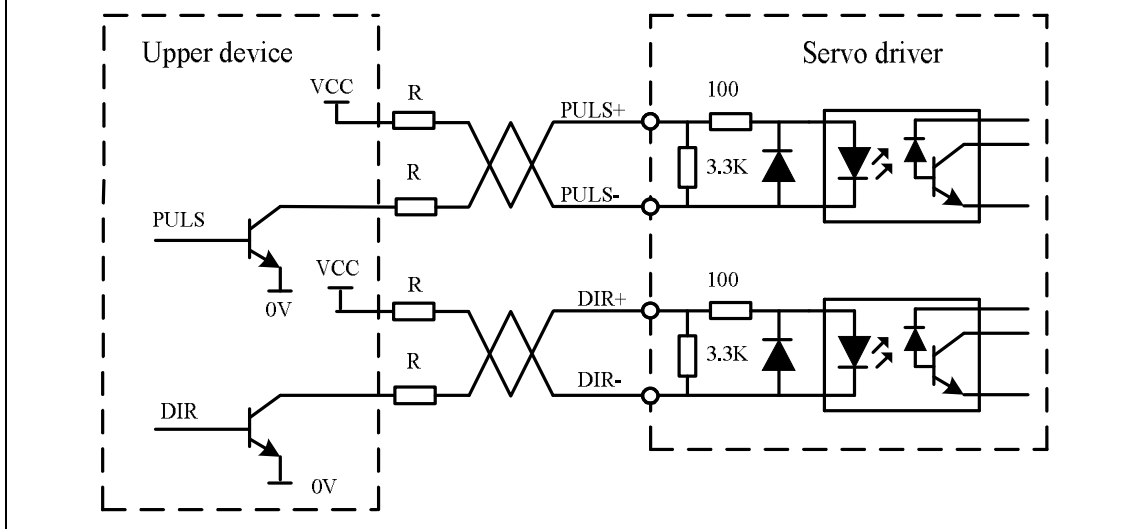 Upper device
Servo driver
VCC
R
PULS+
100
R
3.3K
PULS-
PULS
0V
VCC
R
DIR+
100
R
3.3K
DIR-
DIR
0V